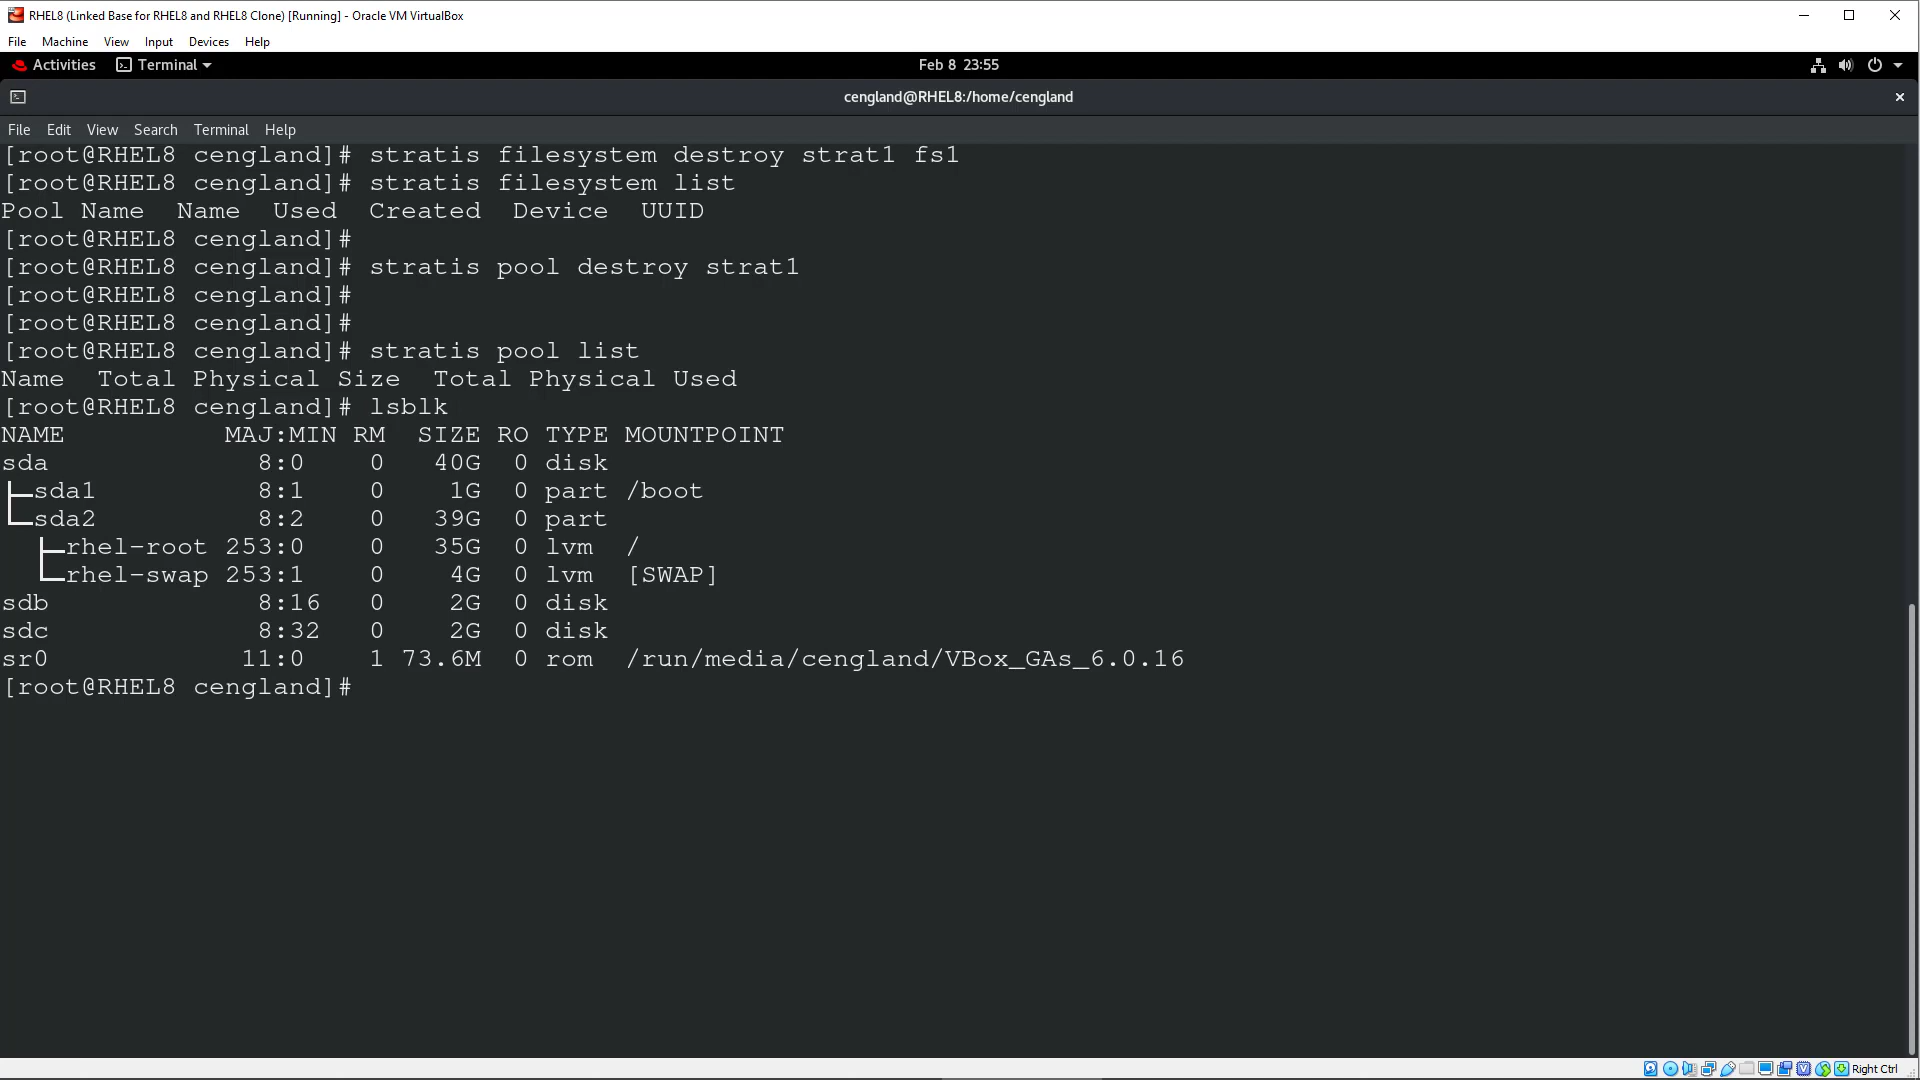 RHEL8 (Linked Base for RHEL8 and RHEL8 Clone) [Running] - Oracle VM VirtualBox
File Machine View Input Devices Help
Activities Terminal Feb 8 23:55
cengland@RHEL8:/home/cengland
File Edit View Search Terminal Help
[root@RHEL8 cengland]# stratis filesystem destroy strat1 fs1
[root@RHEL8 cengland]# stratis filesystem list
Pool Name  Name  Used  Created  Device  UUID
[root@RHEL8 cengland]#
[root@RHEL8 cengland]# stratis pool destroy strat1
[root@RHEL8 cengland]#
[root@RHEL8 cengland]#
[root@RHEL8 cengland]# stratis pool list
Name  Total Physical Size  Total Physical Used
[root@RHEL8 cengland]# lsblk
NAME          MAJ:MIN RM  SIZE RO TYPE MOUNTPOINT
sda             8:0    0   40G  0 disk
├─sda1          8:1    0    1G  0 part /boot
└─sda2          8:2    0   39G  0 part
  ├─rhel-root 253:0    0   35G  0 lvm  /
  └─rhel-swap 253:1    0    4G  0 lvm  [SWAP]
sdb             8:16   0    2G  0 disk
sdc             8:32   0    2G  0 disk
sr0            11:0    1 73.6M  0 rom  /run/media/cengland/VBox_GAs_6.0.16
[root@RHEL8 cengland]#
Right Ctrl